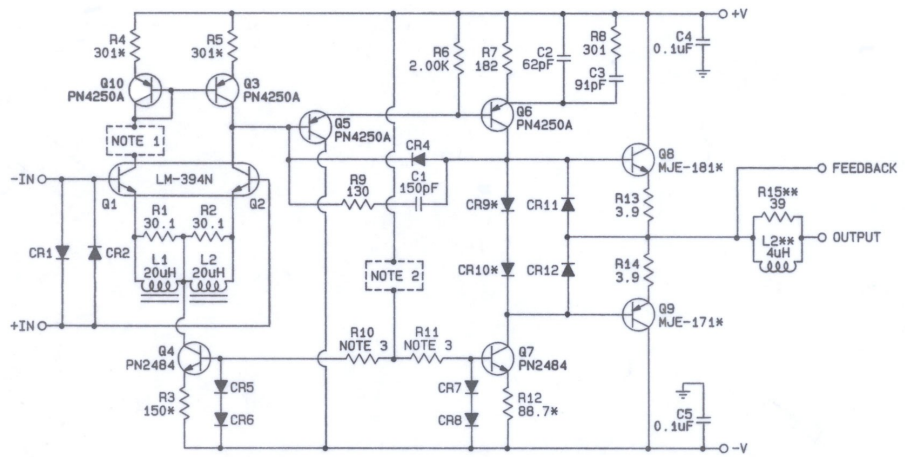 +V
R4
301*
R5
301*
R6
2.00K
R7
182
C2
62pF
R8
301
C3
91pF
C4
0.1uF
Q10
PN4250A
Q3
PN4250A
Q5
PN4250A
Q6
PN4250A
NOTE 1
CR4
R9
130
C1
150pF
Q8
MJE-181*
FEEDBACK
-IN
LM-394N
Q1
Q2
R1
30.1
R2
30.1
CR1
CR2
L1
20uH
L2
20uH
CR9*
CR11
R13
3.9
R15**
39
OUTPUT
L2**
4uH
NOTE 2
CR10*
CR12
R14
3.9
+IN
Q9
MJE-171*
Q4
PN2484
R10
NOTE 3
R11
NOTE 3
Q7
PN2484
R3
150*
CR5
CR6
CR7
CR8
R12
88.7*
C5
0.1uF
-V